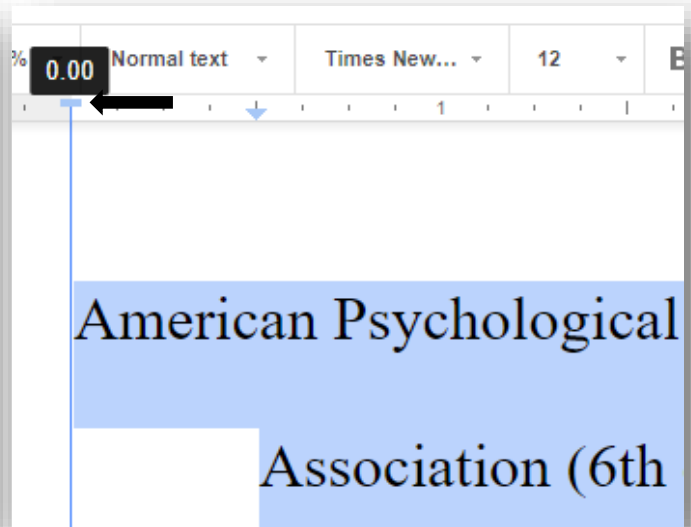 % Normal text Times New... 12 B
0.00
1
American Psychological
Association (6th